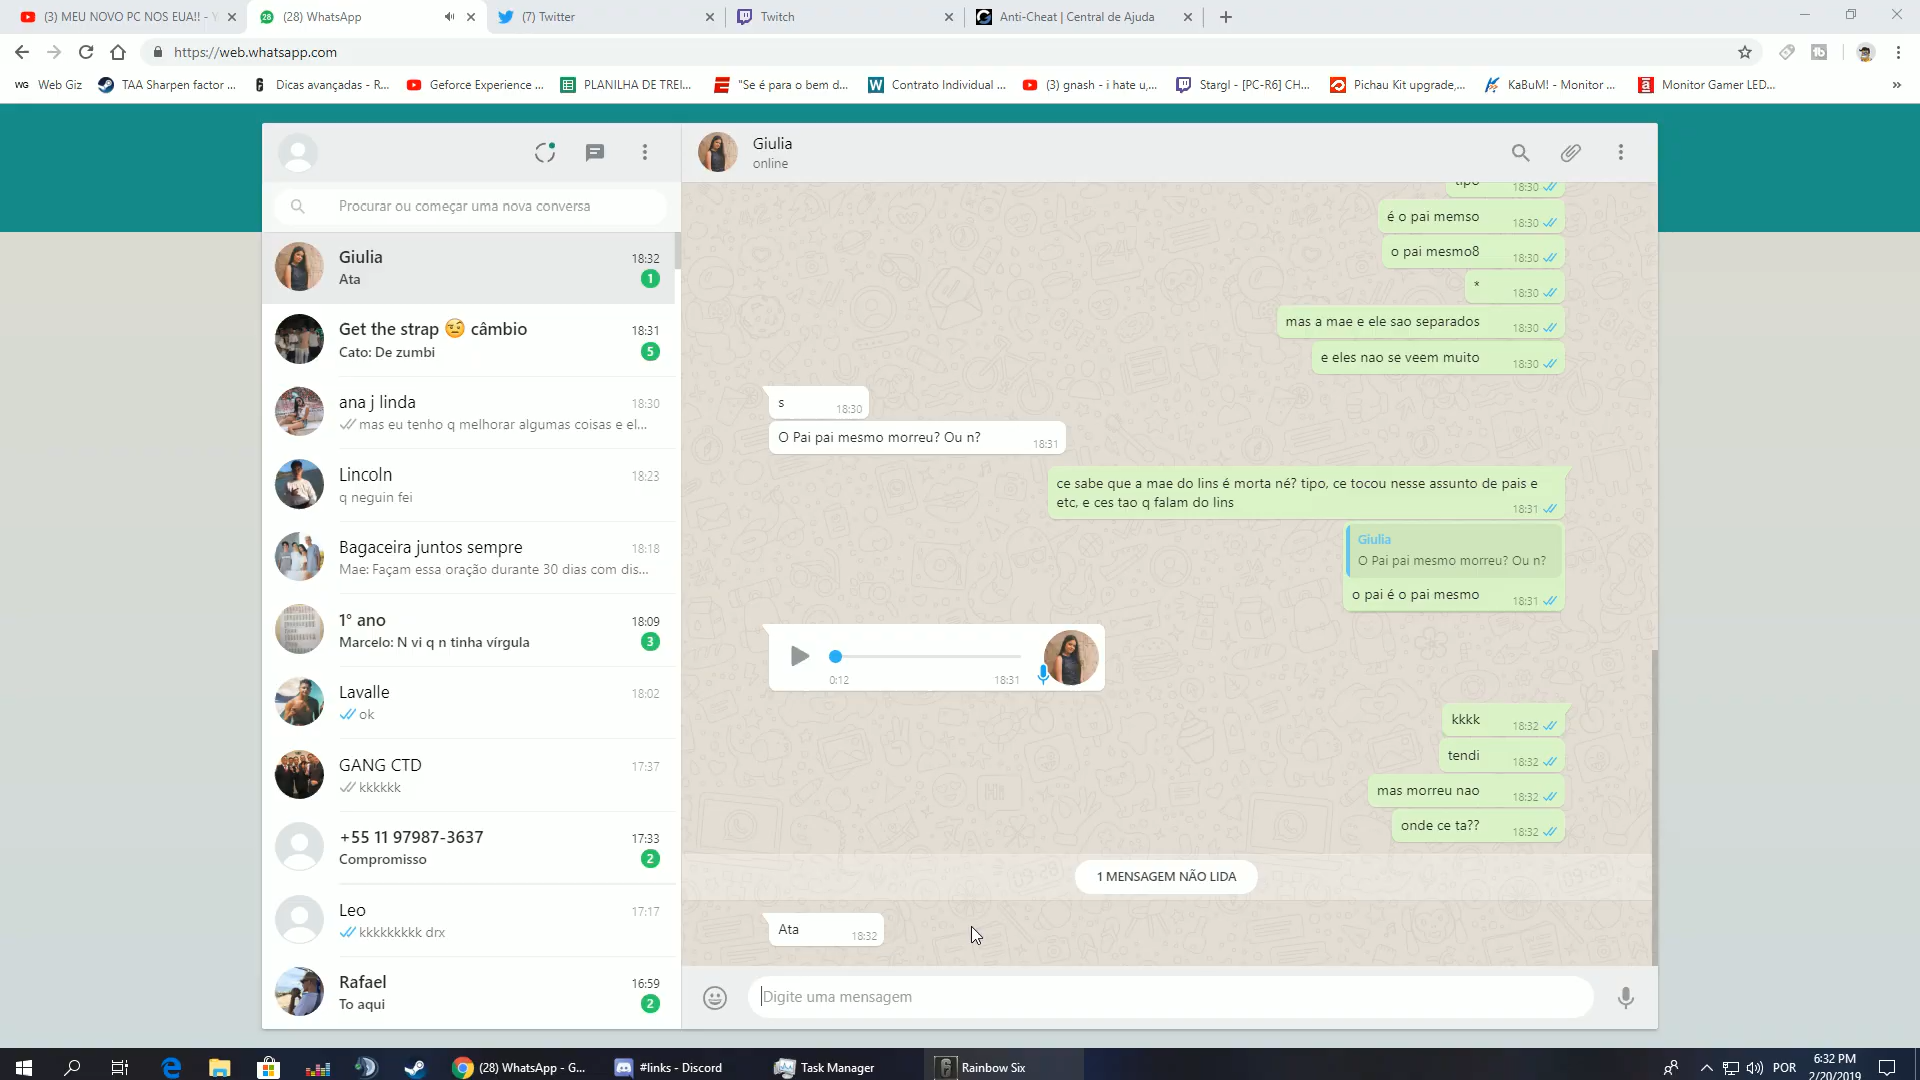 (3) MEU NOVO PC NOS EUA!! - Y
(28) WhatsApp
(7) Twitter
Twitch
Anti-Cheat | Central de Ajuda
https://web.whatsapp.com
WG Web Giz
TAA Sharpen factor ...
Dicas avançadas - R...
Geforce Experience ...
PLANILHA DE TREI...
"Se é para o bem d...
Contrato Individual ...
(3) gnash - i hate u,...
Stargl - [PC-R6] CH...
Pichau Kit upgrade,...
KaBuM! - Monitor ...
Monitor Gamer LED...
Procurar ou começar uma nova conversa
Giulia 18:32
Ata 1
Get the strap 🤨 câmbio 18:31
Cato: De zumbi 5
ana j linda 18:30
mas eu tenho q melhorar algumas coisas e el...
Lincoln 18:23
q neguin fei
Bagaceira juntos sempre 18:18
Mae: Façam essa oração durante 30 dias com dis...
1° ano 18:09
Marcelo: N vi q n tinha vírgula 3
Lavalle 18:02
ok
GANG CTD 17:37
kkkkkk
+55 11 97987-3637 17:33
Compromisso 2
Leo 17:17
kkkkkkkkk drx
Rafael 16:59
To aqui 2
Giulia
online
tipo 18:30
é o pai memso 18:30
o pai mesmo8 18:30
* 18:30
mas a mae e ele sao separados 18:30
e eles nao se veem muito 18:30
s 18:30
O Pai pai mesmo morreu? Ou n? 18:31
ce sabe que a mae do lins é morta né? tipo, ce tocou nesse assunto de pais e
etc, e ces tao q falam do lins 18:31
Giulia
O Pai pai mesmo morreu? Ou n?
o pai é o pai mesmo 18:31
0:12 18:31
kkkk 18:32
tendi 18:32
mas morreu nao 18:32
onde ce ta?? 18:32
1 MENSAGEM NÃO LIDA
Ata 18:32
Digite uma mensagem
(28) WhatsApp - G...
#links - Discord
Task Manager
Rainbow Six
POR
6:32 PM
2/20/2019